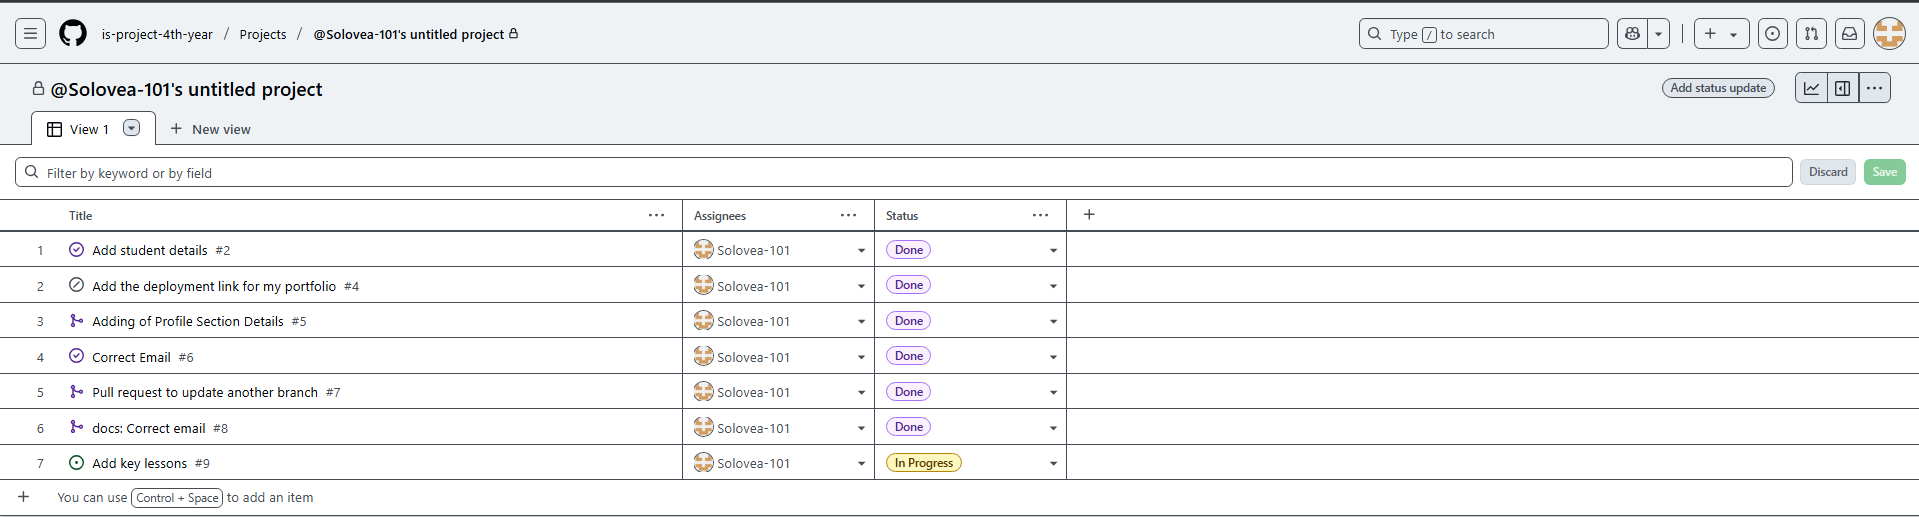 is-project-4th-year / Projects / @Solovea-101's untitled project
Type / to search
@Solovea-101's untitled project
Add status update
View 1
New view
Filter by keyword or by field
Discard
Save
Title
Assignees
Status
1 Add student details #2 Solovea-101 Done
2 Add the deployment link for my portfolio #4 Solovea-101 Done
3 Adding of Profile Section Details #5 Solovea-101 Done
4 Correct Email #6 Solovea-101 Done
5 Pull request to update another branch #7 Solovea-101 Done
6 docs: Correct email #8 Solovea-101 Done
7 Add key lessons #9 Solovea-101 In Progress
You can use Control + Space to add an item